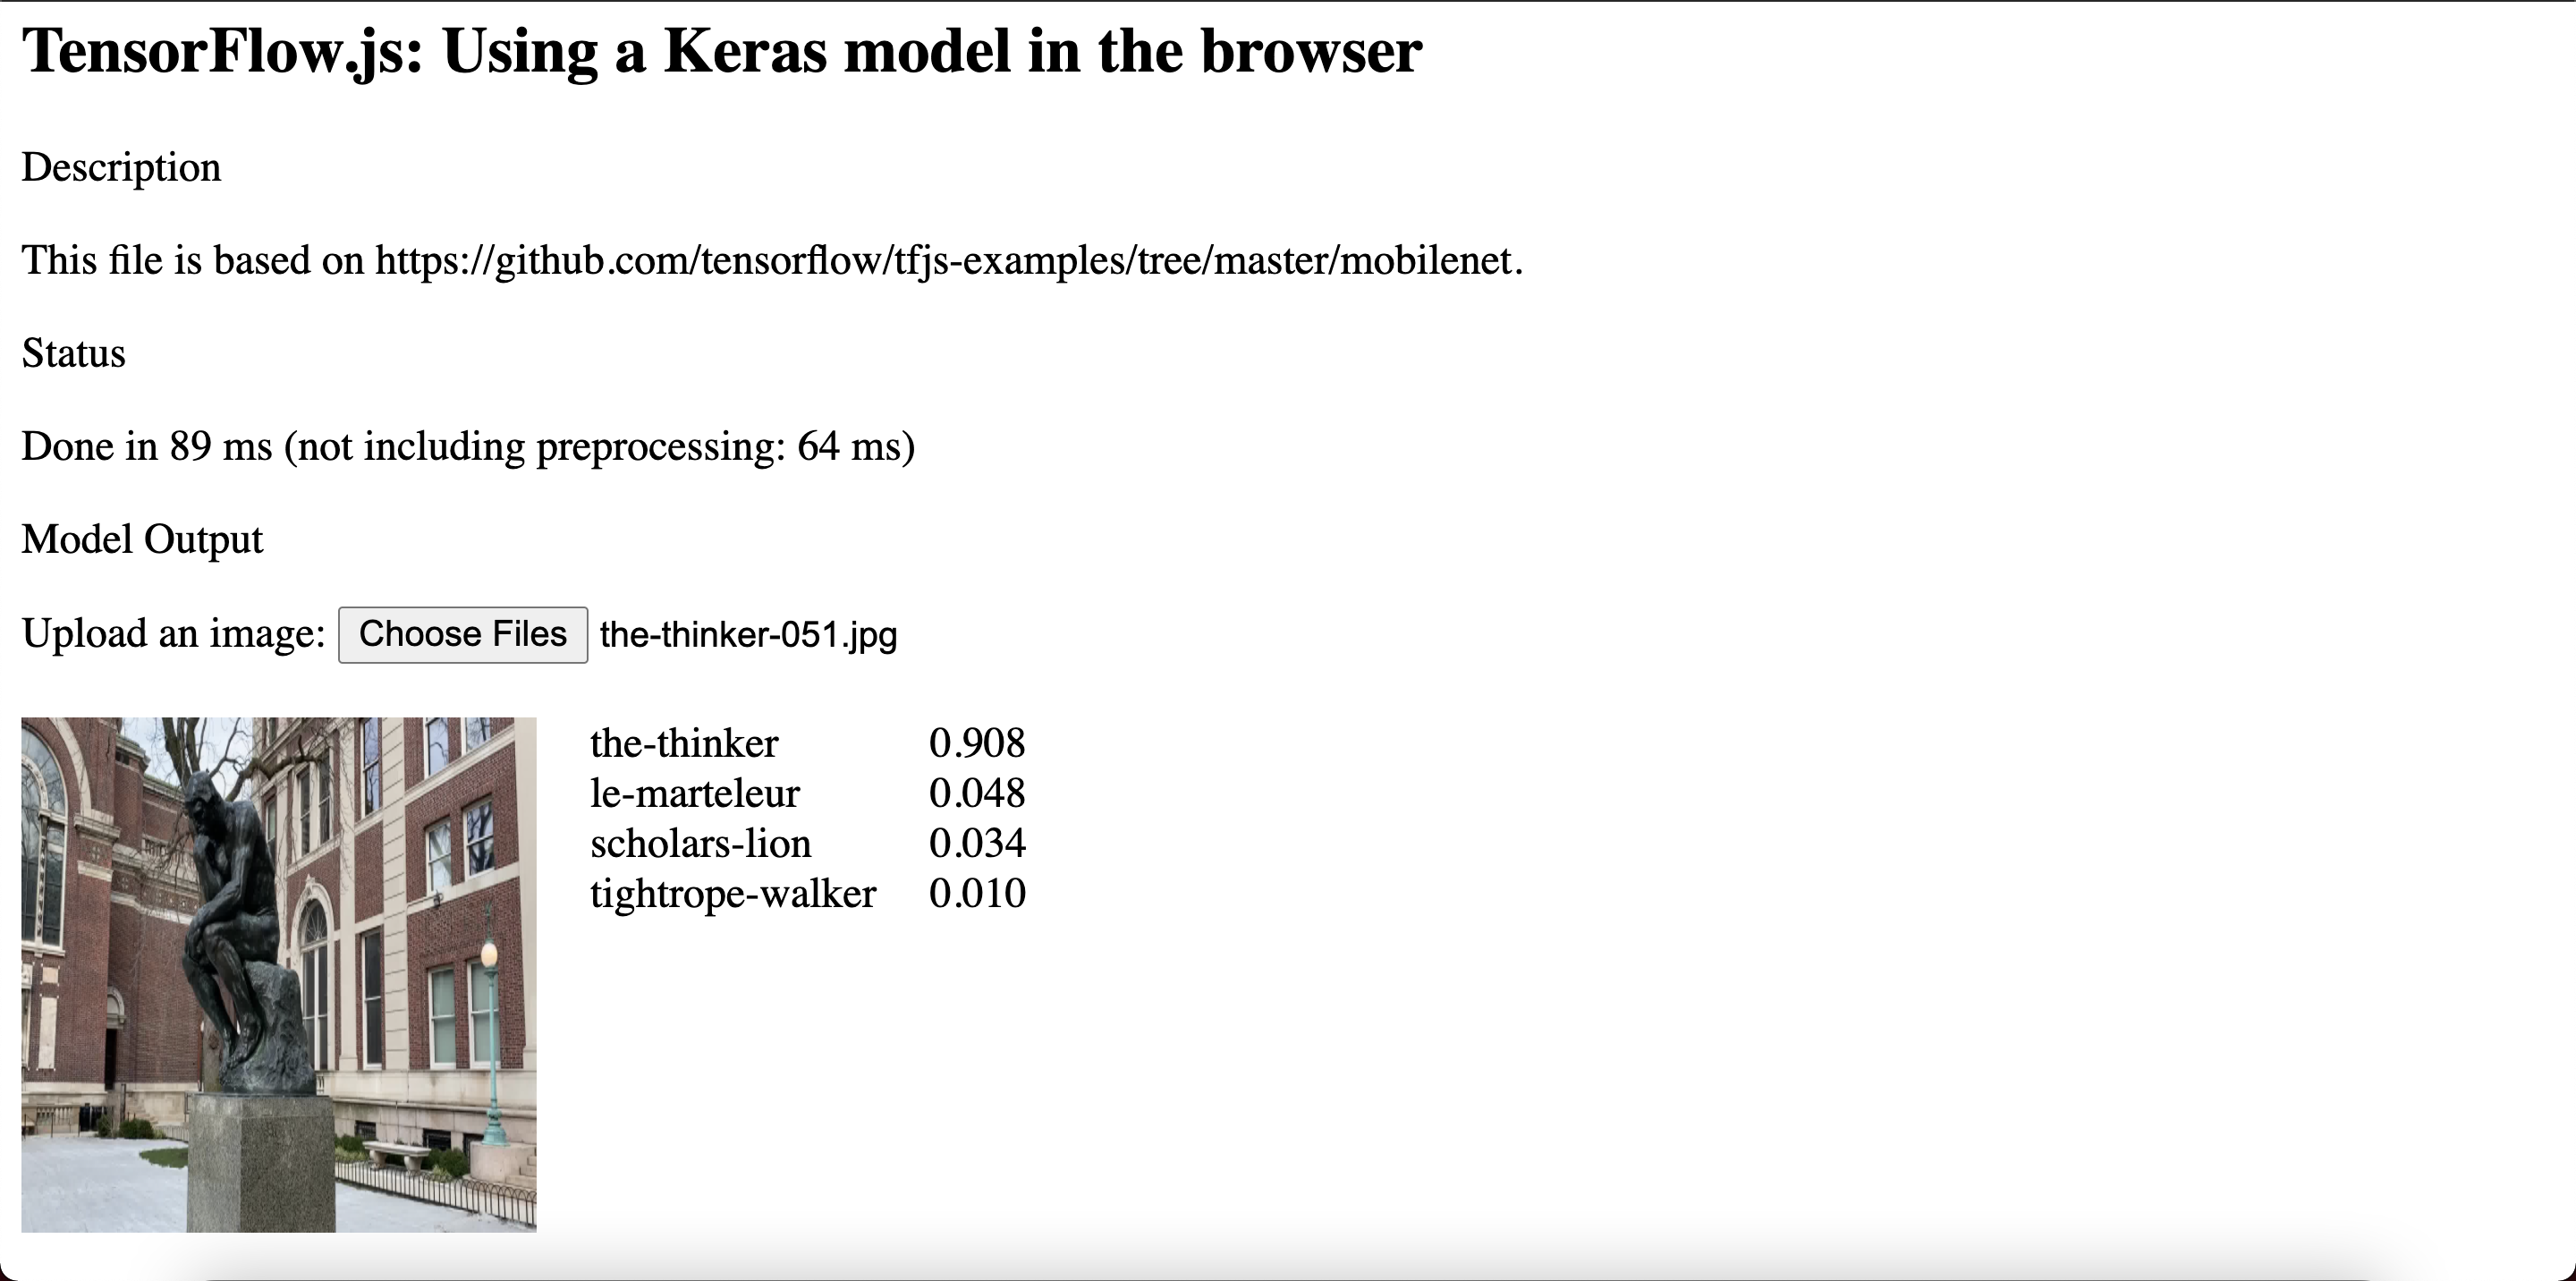 TensorFlow.js: Using a Keras model in the browser
Description
This file is based on https://github.com/tensorflow/tfjs-examples/tree/master/mobilenet.
Status
Done in 89 ms (not including preprocessing: 64 ms)
Model Output
Upload an image: Choose Files the-thinker-051.jpg
the-thinker 0.908
le-marteleur 0.048
scholars-lion 0.034
tightrope-walker 0.010